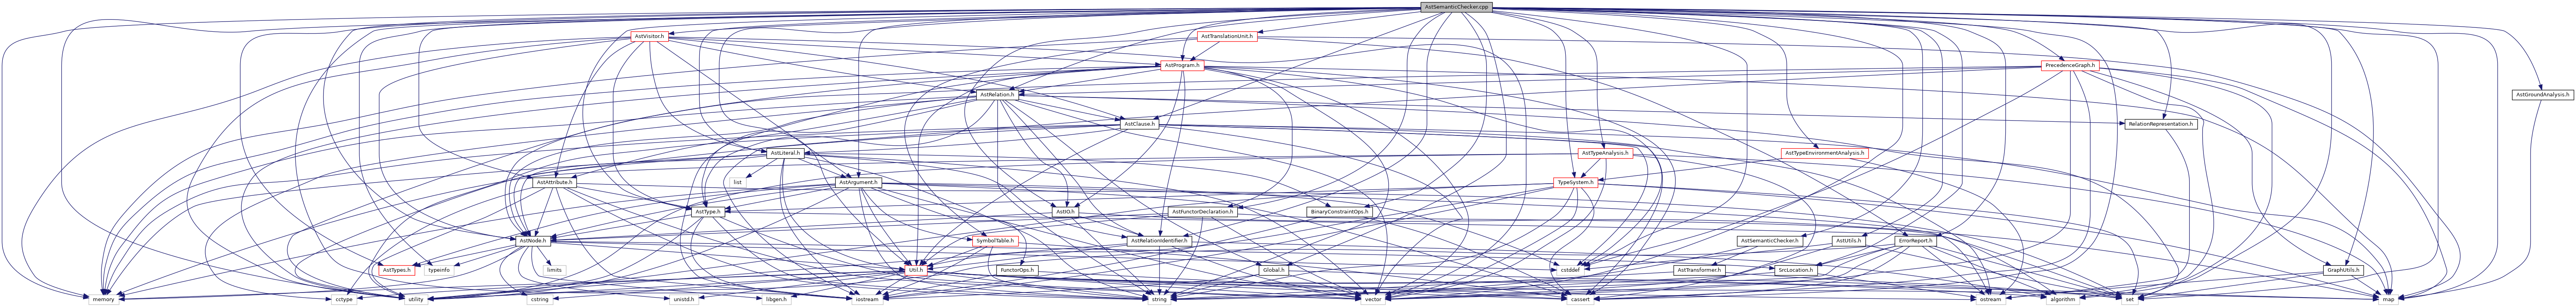 AstSemanticChecker.cpp
AstVisitor.h
AstTranslationUnit.h
AstProgram.h
PrecedenceGraph.h
AstRelation.h
AstGroundAnalysis.h
AstClause.h
RelationRepresentation.h
AstLiteral.h
AstTypeAnalysis.h
AstTypeEnvironmentAnalysis.h
list
AstAttribute.h
AstArgument.h
TypeSystem.h
AstType.h
AstIO.h
AstFunctorDeclaration.h
BinaryConstraintOps.h
AstNode.h
SymbolTable.h
AstRelationIdentifier.h
AstSemanticChecker.h
AstUtils.h
ErrorReport.h
AstTypes.h
typeinfo
limits
Util.h
FunctorOps.h
Global.h
cstddef
AstTransformer.h
SrcLocation.h
GraphUtils.h
memory
cctype
utility
cstring
unistd.h
libgen.h
iostream
string
vector
cassert
ostream
algorithm
set
map